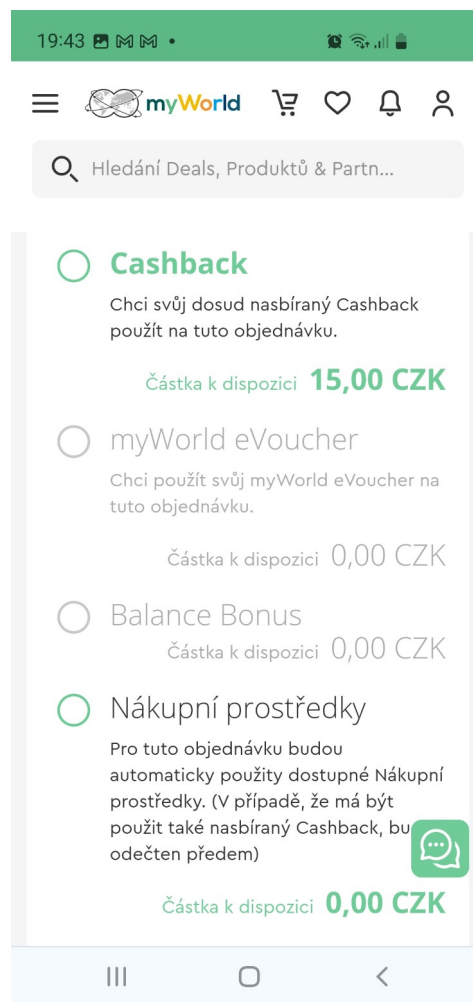 19:43
myWorld
Hledání Deals, Produktů & Partn...
Cashback
Chci svůj dosud nasbíraný Cashback
použít na tuto objednávku.
Částka k dispozici 15,00 CZK
myWorld eVoucher
Chci použít svůj myWorld eVoucher na
tuto objednávku.
Částka k dispozici 0,00 CZK
Balance Bonus
Částka k dispozici 0,00 CZK
Nákupní prostředky
Pro tuto objednávku budou
automaticky použity dostupné Nákupní
prostředky. (V případě, že má být
použit také nasbíraný Cashback, bu
odečten předem)
Částka k dispozici 0,00 CZK